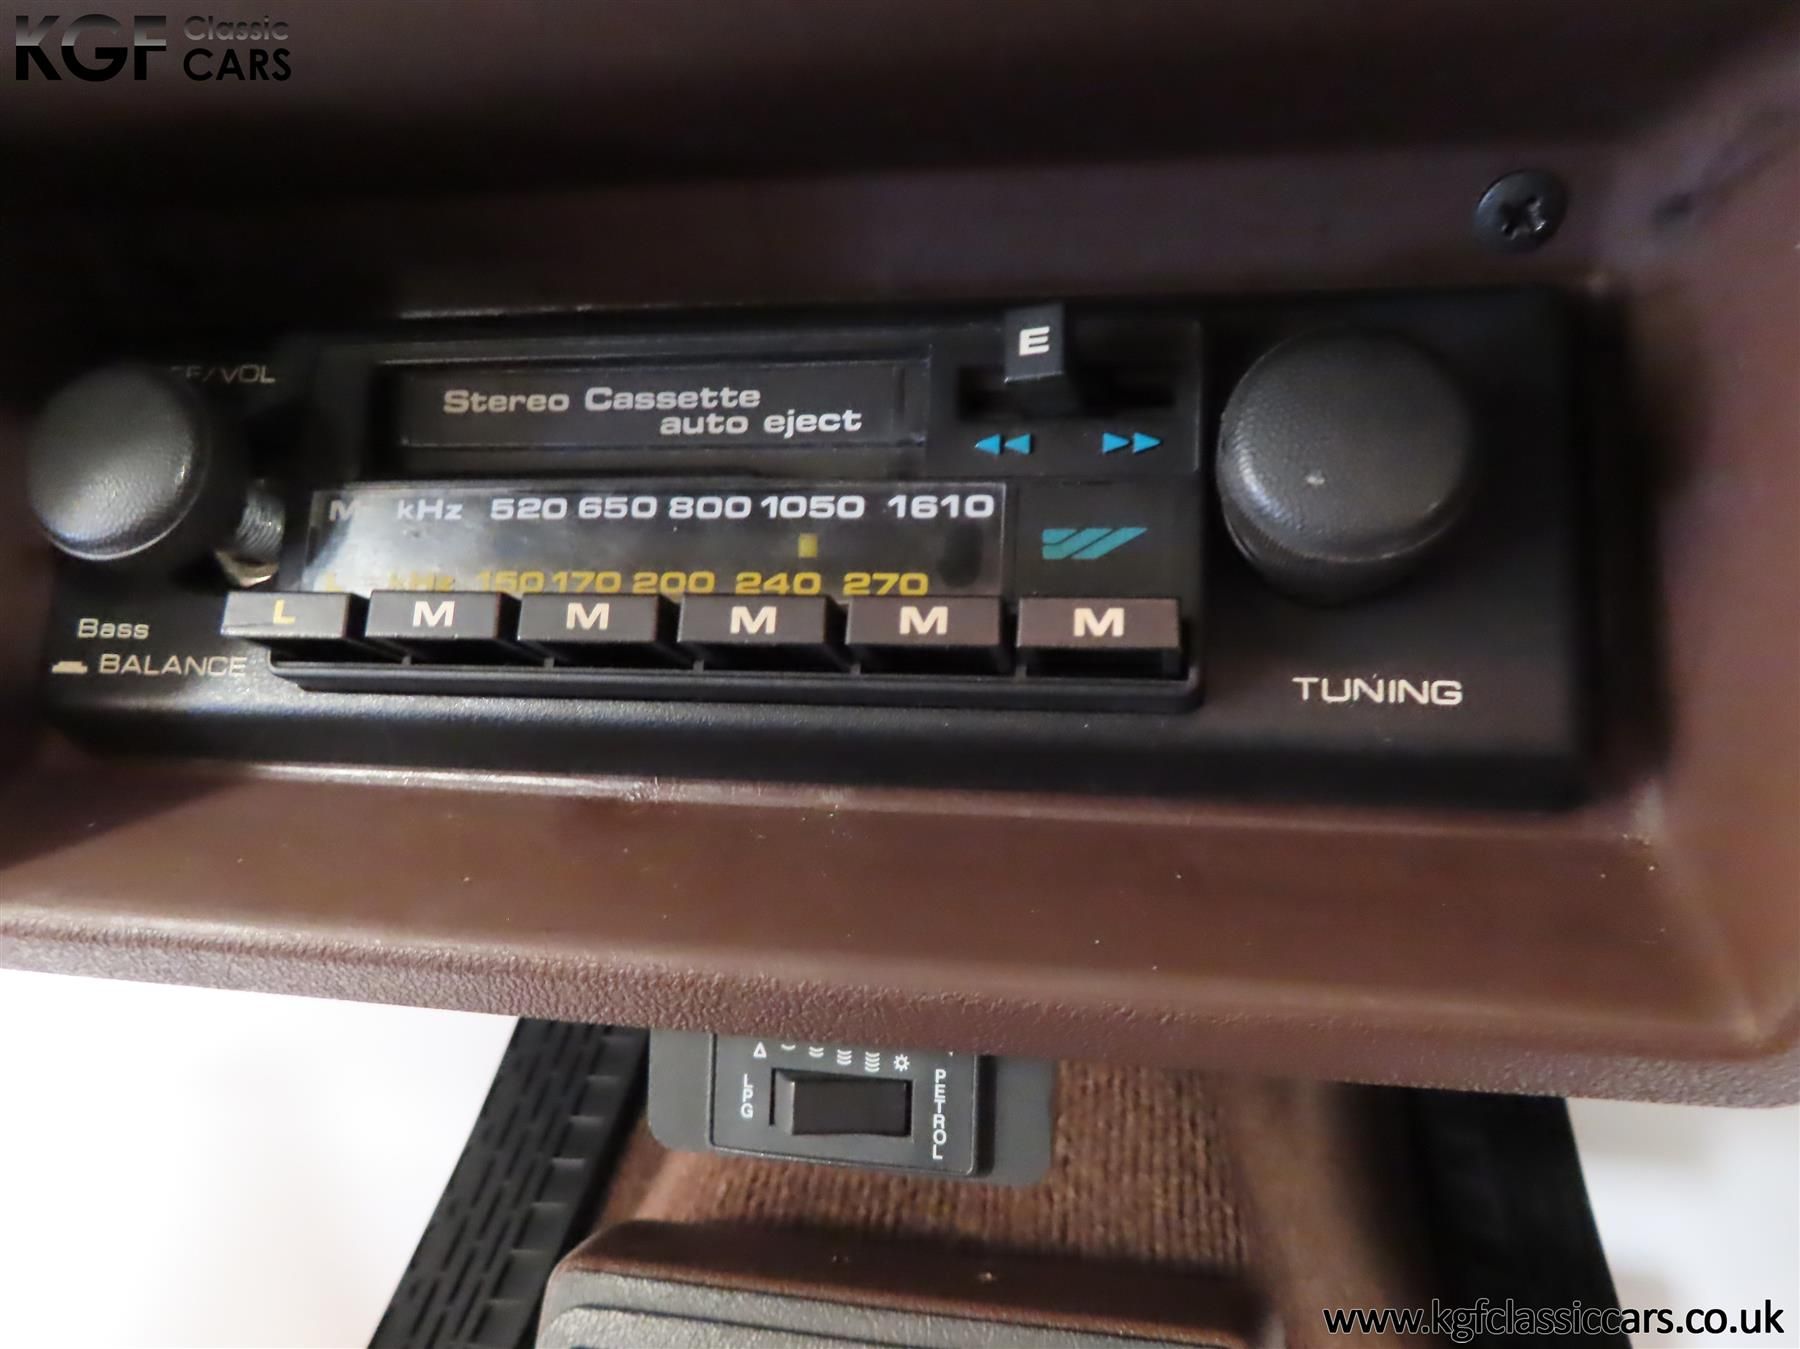 KGF Classic CARS
/VOL
Stereo Cassette
auto eject
E
M kHz 520 650 800 1050 1610
L kHz 150 170 200 240 270
L M M M M M
Bass
BALANCE
TUNING
LPG
PETROL
www.kgfclassiccars.co.uk